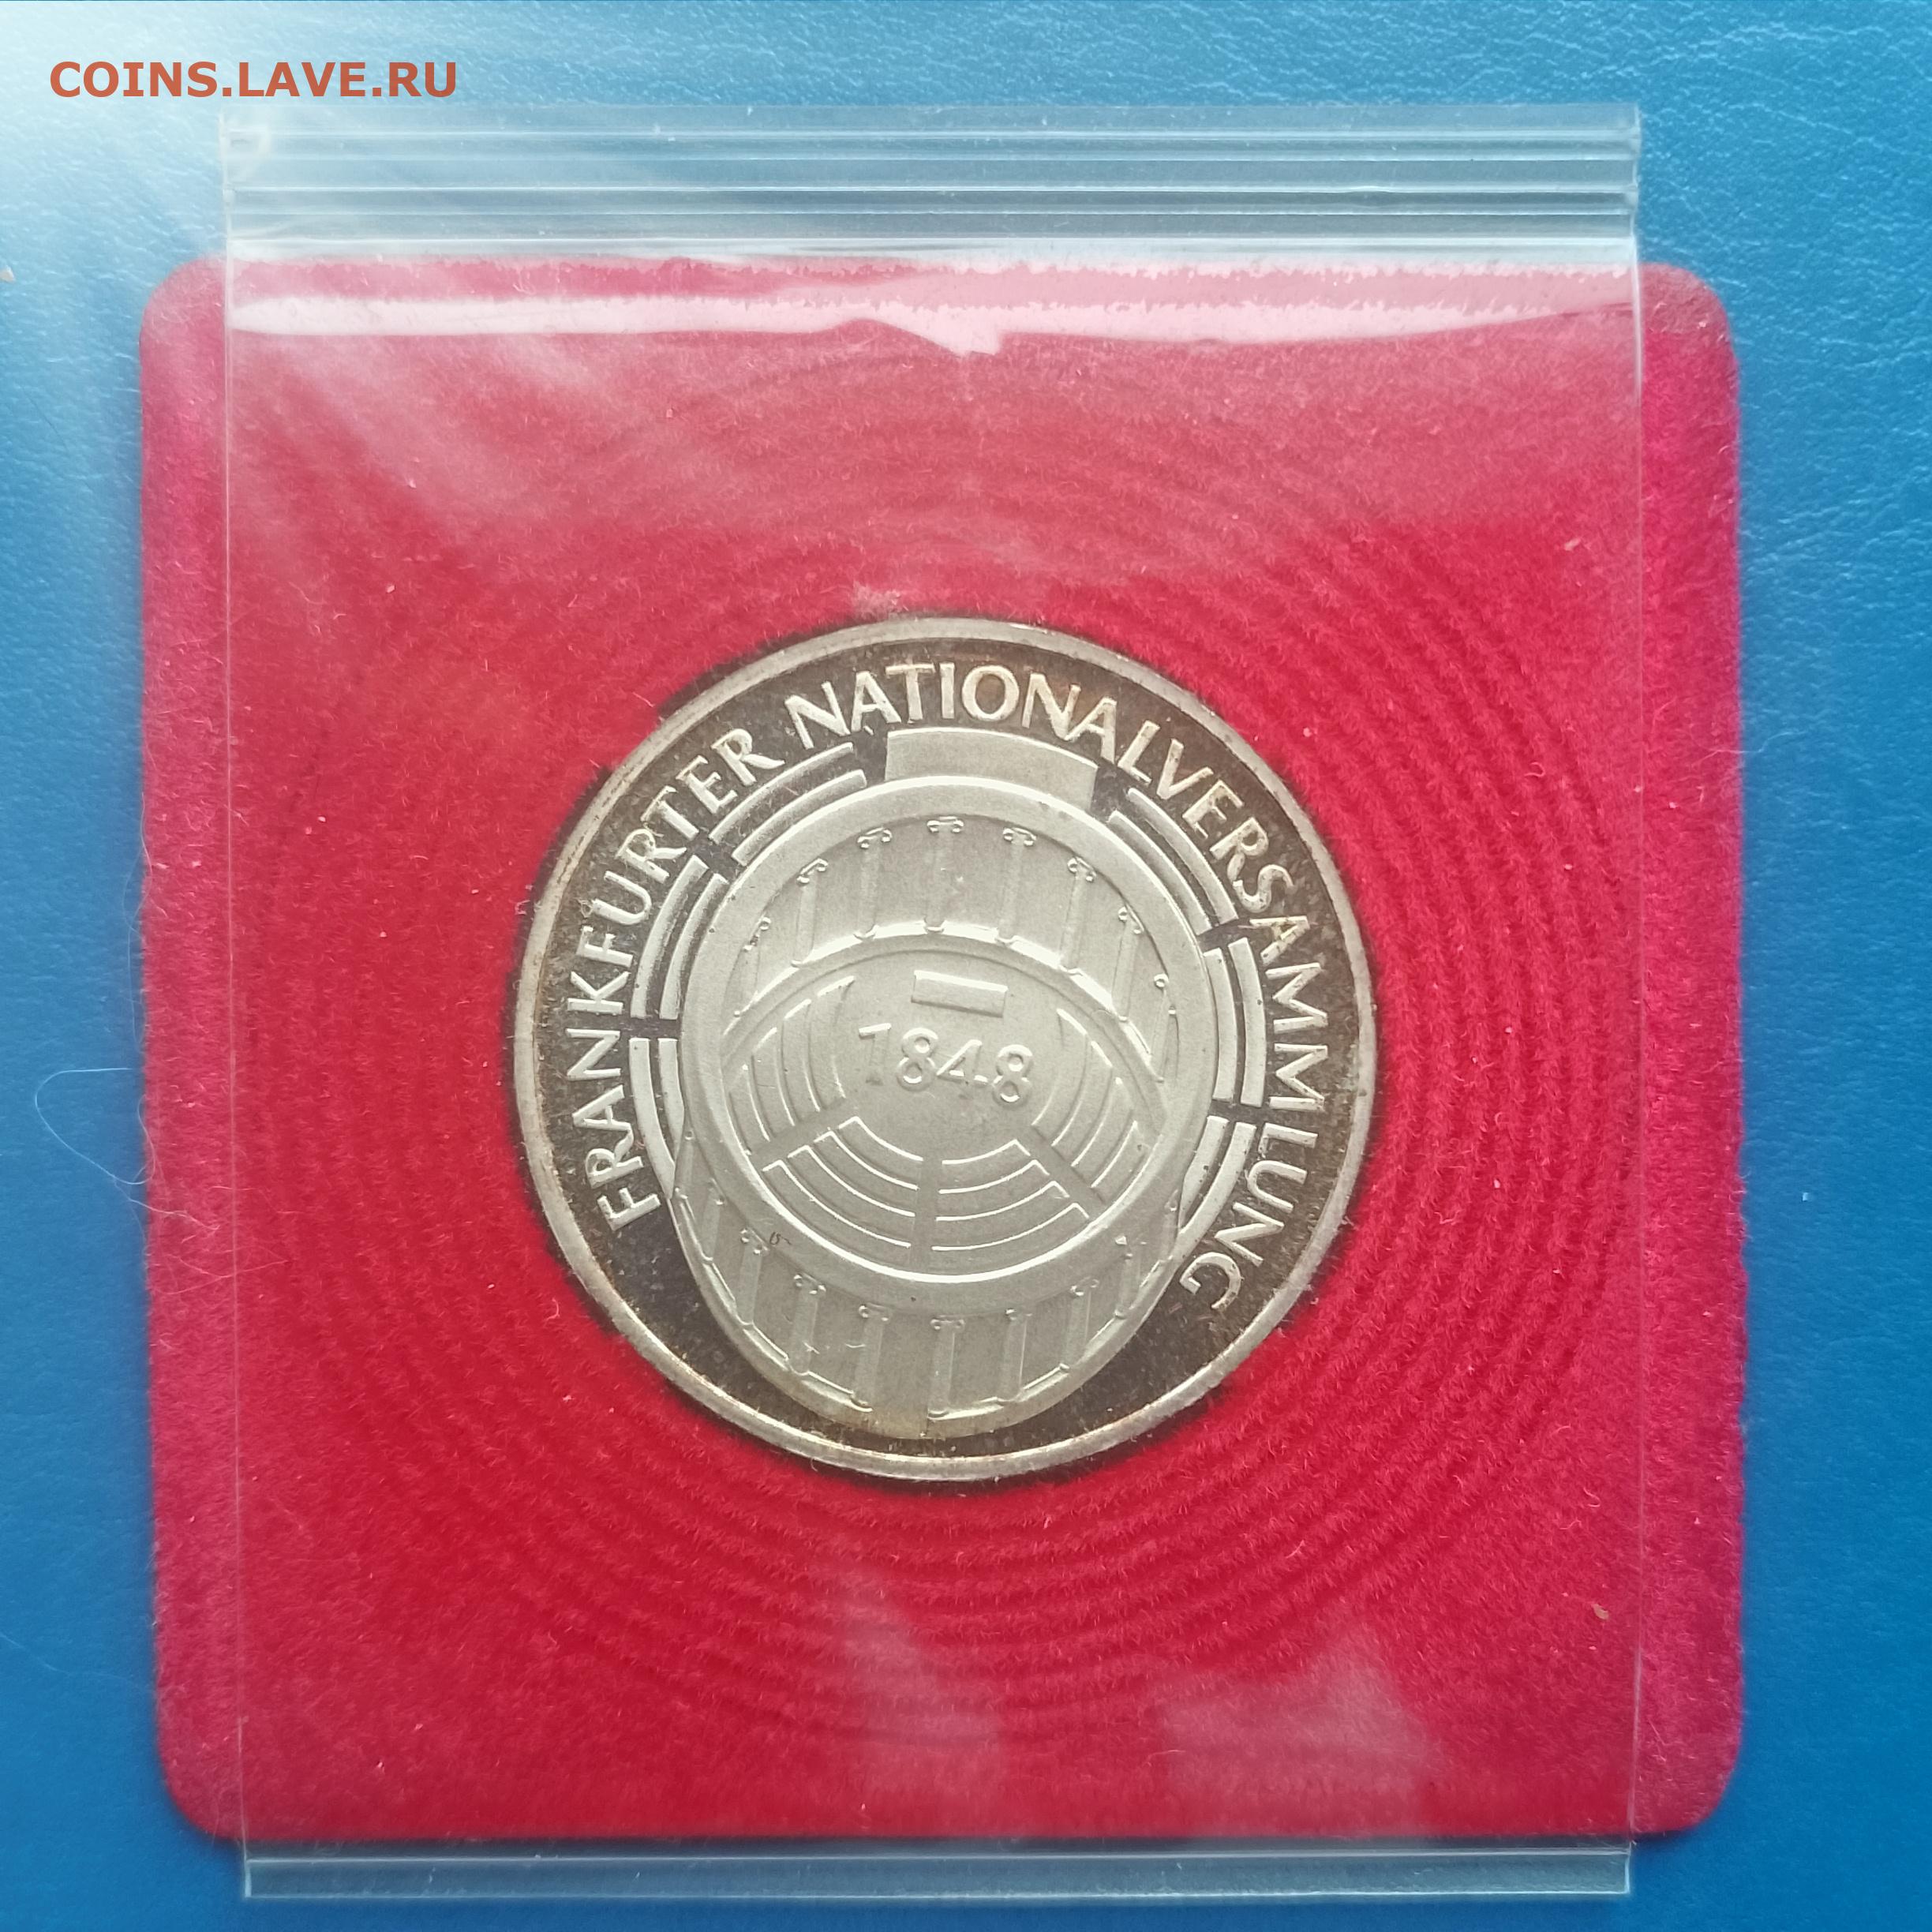 COINS.LAVE.RU
FRANKFURTER NATIONALVERSAMMLUNG
1848